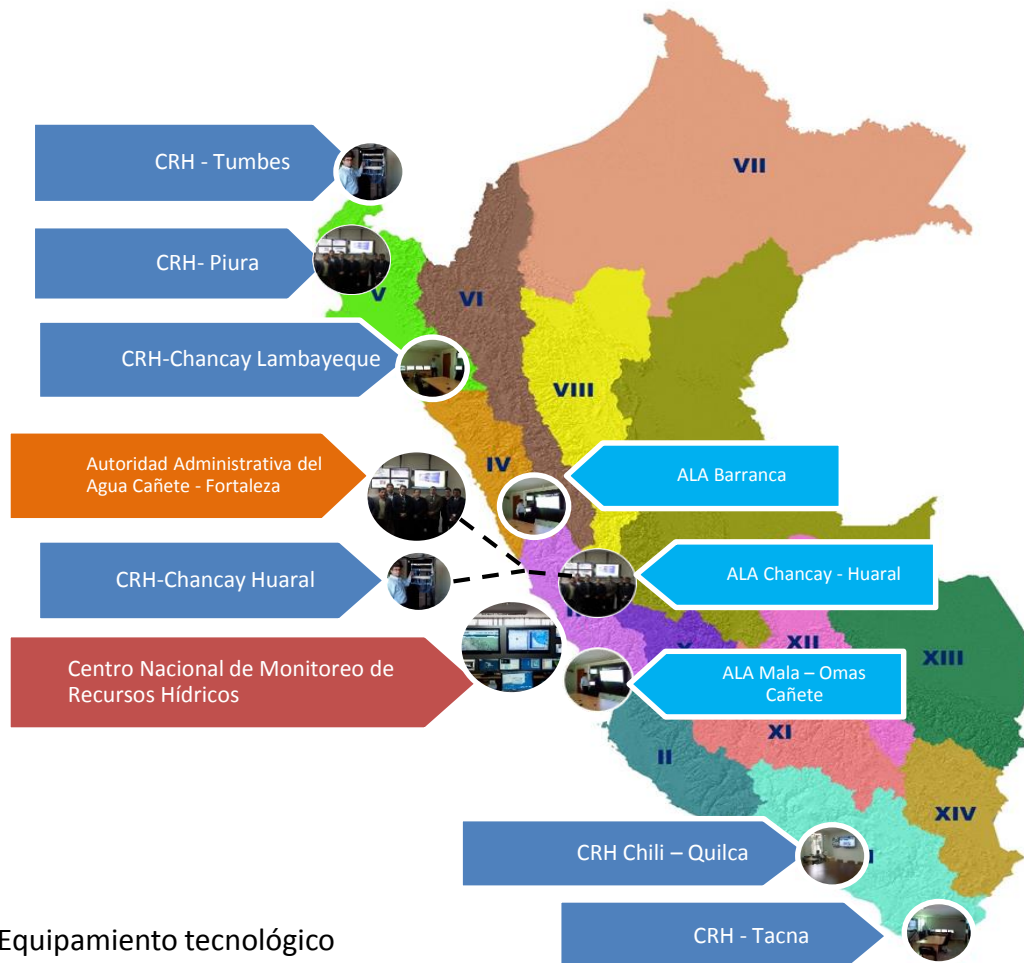 VII
CRH - Tumbes
CRH- Piura
V
VI
CRH-Chancay Lambayeque
VIII
Autoridad Administrativa del
Agua Cañete - Fortaleza
IV
ALA Barranca
CRH-Chancay Huaral
ALA Chancay - Huaral
XII
XIII
Centro Nacional de Monitoreo de
Recursos Hídricos
ALA Mala – Omas
Cañete
XI
II
XIV
CRH Chili – Quilca
CRH - Tacna
Equipamiento tecnológico